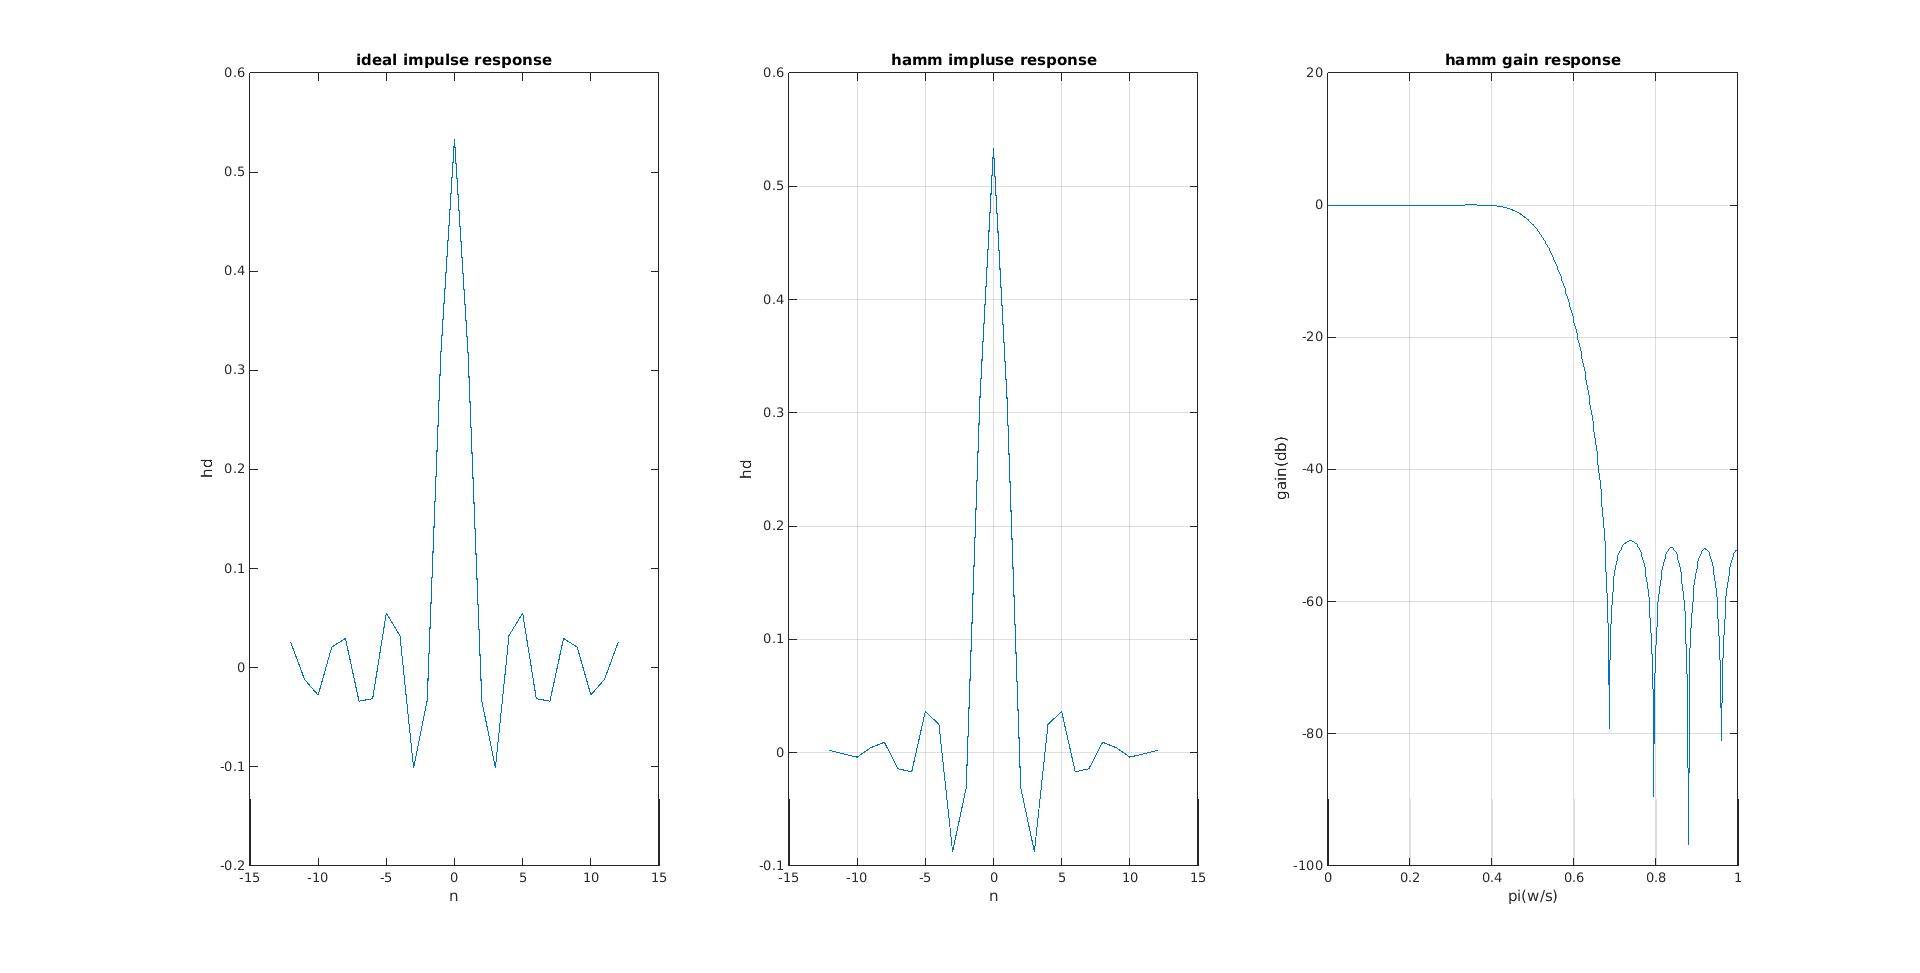 ideal impulse response
0.6
0.5
0.4
0.3
0.2
0.1
0
-0.1
-0.2
hd
-15 -10 -5 0 5 10 15
n
hamm impluse response
0.6
0.5
0.4
0.3
0.2
0.1
0
-0.1
hd
-15 -10 -5 0 5 10 15
n
hamm gain response
20
0
-20
-40
-60
-80
-100
gain(db)
0 0.2 0.4 0.6 0.8 1
pi(w/s)